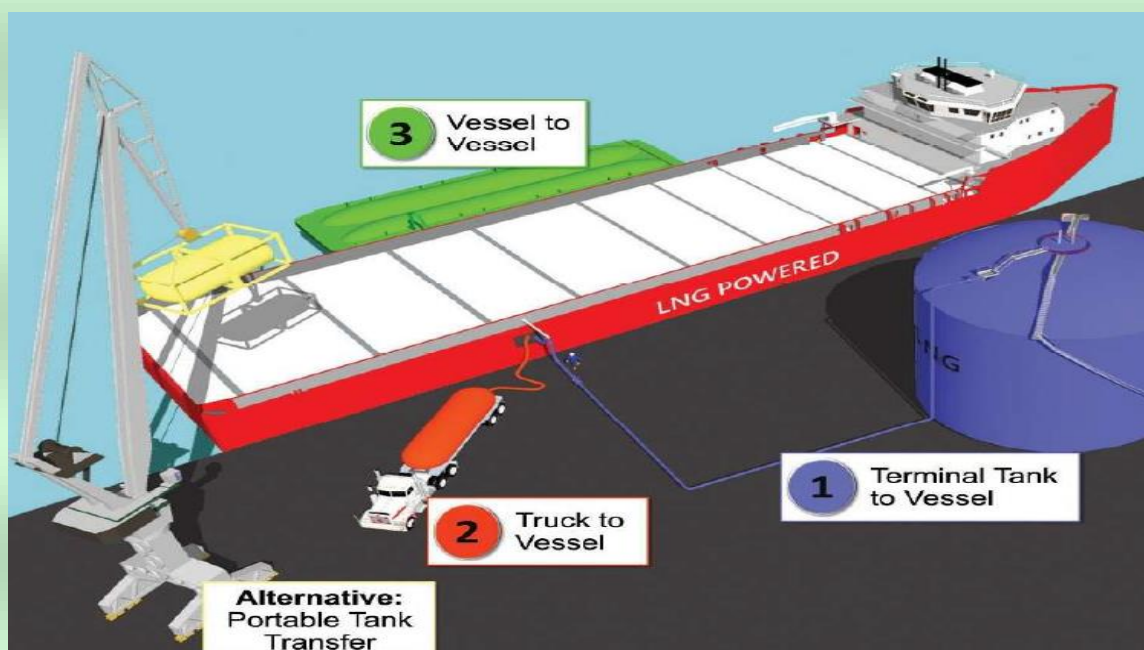 3
Vessel to
Vessel
LNG POWERED
LNG
1
Terminal Tank
to Vessel
2
Truck to
Vessel
Alternative:
Portable Tank
Transfer